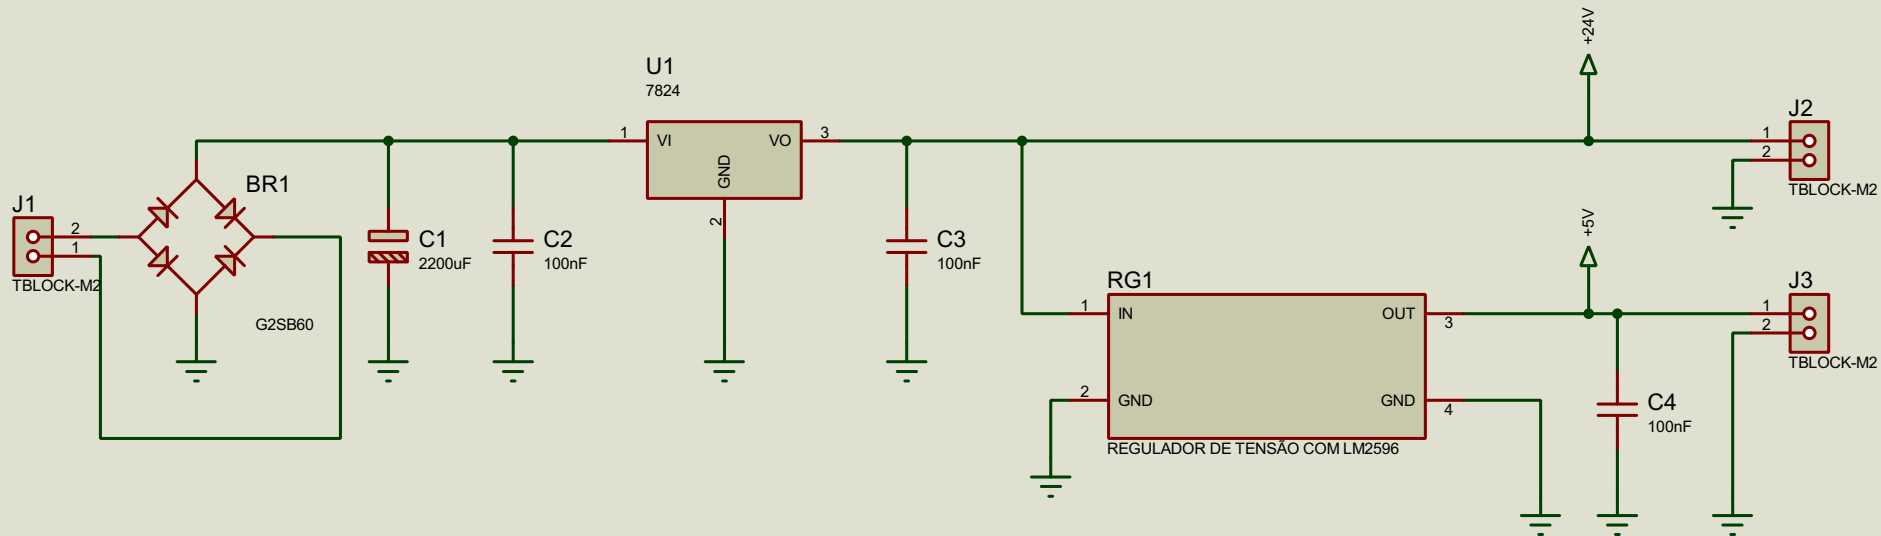 +24V
U1
7824
J2
1
2
TBLOCK-M2
1
VI
VO
3
GND
2
BR1
J1
2
1
TBLOCK-M2
G2SB60
C1
2200uF
C2
100nF
C3
100nF
+5V
RG1
1
IN
OUT
3
2
GND
GND
4
REGULADOR DE TENSÃO COM LM2596
J3
1
2
TBLOCK-M2
C4
100nF